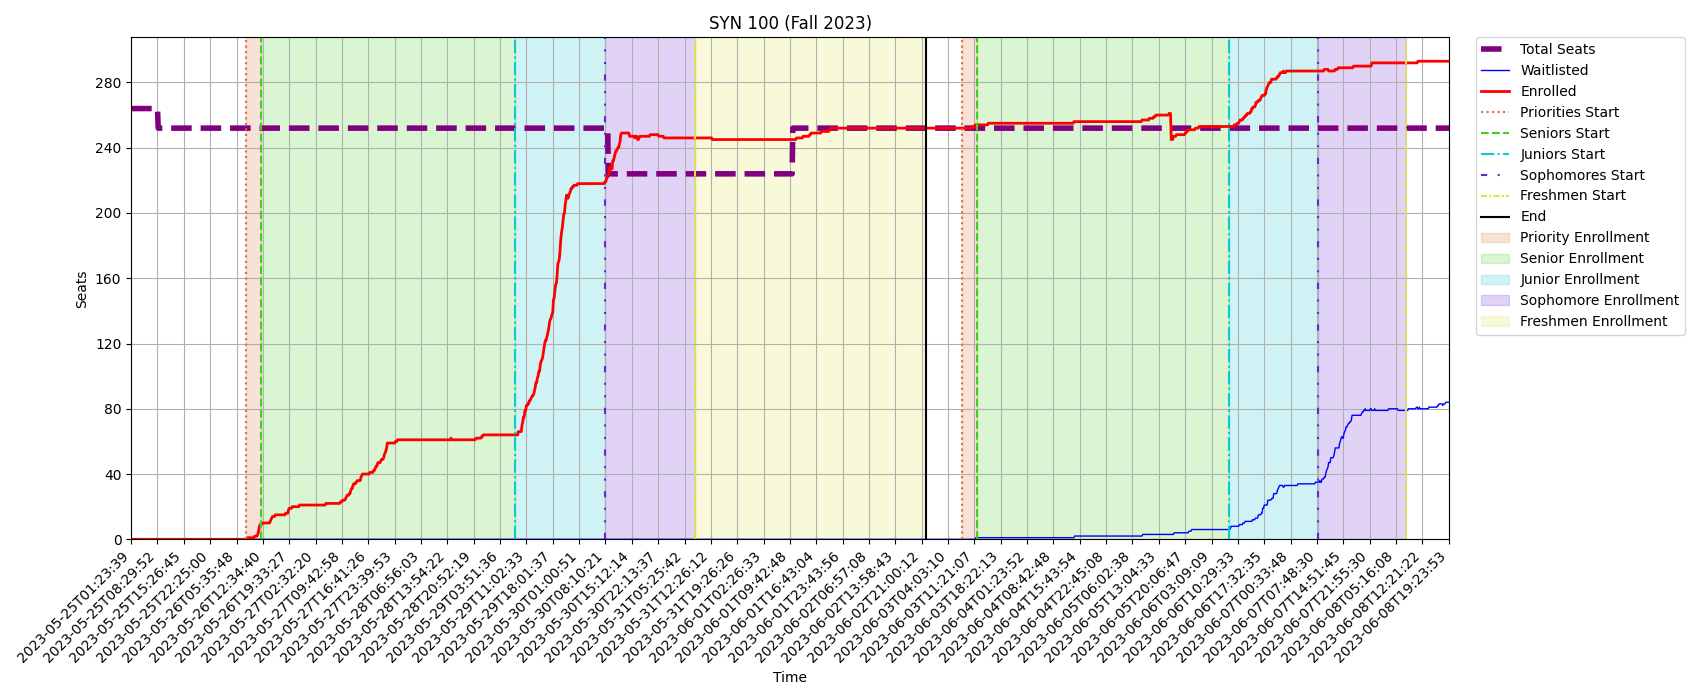 SYN 100 (Fall 2023)
Seats
280
240
200
160
120
80
40
0
2023-05-25T01:23:39
2023-05-25T08:29:52
2023-05-25T15:26:45
2023-05-25T22:25:00
2023-05-26T05:35:48
2023-05-26T12:34:40
2023-05-26T19:33:27
2023-05-27T02:32:20
2023-05-27T09:42:58
2023-05-27T16:41:26
2023-05-27T23:39:53
2023-05-28T06:56:03
2023-05-28T13:54:22
2023-05-28T20:52:19
2023-05-29T03:51:36
2023-05-29T11:02:33
2023-05-29T18:01:37
2023-05-30T01:00:51
2023-05-30T08:10:21
2023-05-30T15:12:14
2023-05-30T22:13:37
2023-05-31T05:25:42
2023-05-31T12:26:12
2023-05-31T19:26:26
2023-06-01T02:26:33
2023-06-01T09:42:48
2023-06-01T16:43:04
2023-06-01T23:43:56
2023-06-02T06:57:08
2023-06-02T13:58:43
2023-06-02T21:00:12
2023-06-03T04:03:10
2023-06-03T11:21:07
2023-06-03T18:22:13
2023-06-04T01:23:52
2023-06-04T08:42:48
2023-06-04T15:43:54
2023-06-04T22:45:08
2023-06-05T06:02:38
2023-06-05T13:04:33
2023-06-05T20:06:47
2023-06-06T03:09:09
2023-06-06T10:29:33
2023-06-06T17:32:35
2023-06-07T00:33:48
2023-06-07T07:48:30
2023-06-07T14:51:45
2023-06-07T21:55:30
2023-06-08T05:16:09
2023-06-08T12:21:22
2023-06-08T19:23:53
Time
Total Seats
Waitlisted
Enrolled
Priorities Start
Seniors Start
Juniors Start
Sophomores Start
Freshmen Start
End
Priority Enrollment
Senior Enrollment
Junior Enrollment
Sophomore Enrollment
Freshmen Enrollment